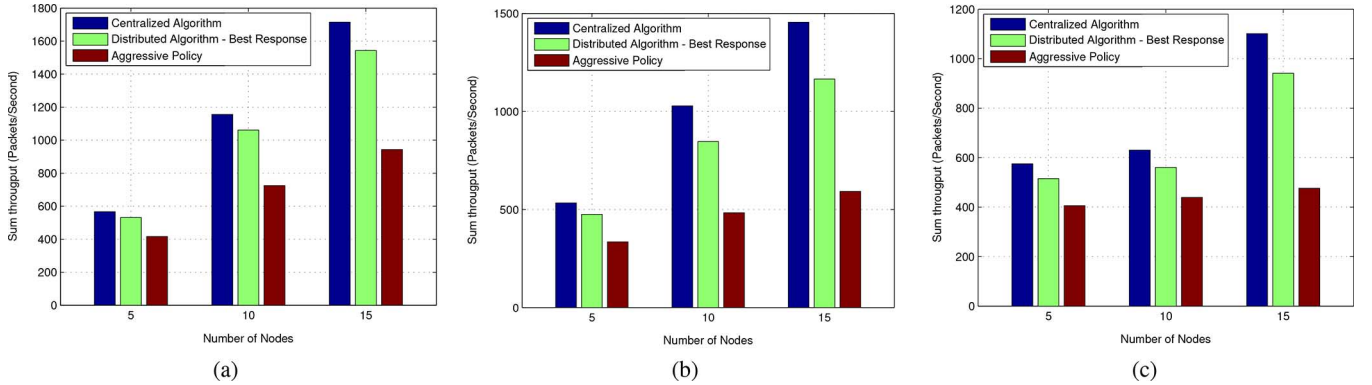 1800
1600
1400
1200
1000
800
600
400
200
0
Sum througput (Packets/Second)
Centralized Algorithm
Distributed Algorithm - Best Response
Aggressive Policy
5
10
15
Number of Nodes
(a)
1500
1000
500
0
Sum througput (Packets/Second)
Centralized Algorithm
Distributed Algorithm - Best Response
Aggressive Policy
5
10
15
Number of Nodes
(b)
1200
1000
800
600
400
200
0
Sum througput (Packets/Second)
Centralized Algorithm
Distributed Algorithm - Best Response
Aggressive Policy
5
10
15
Number of Nodes
(c)